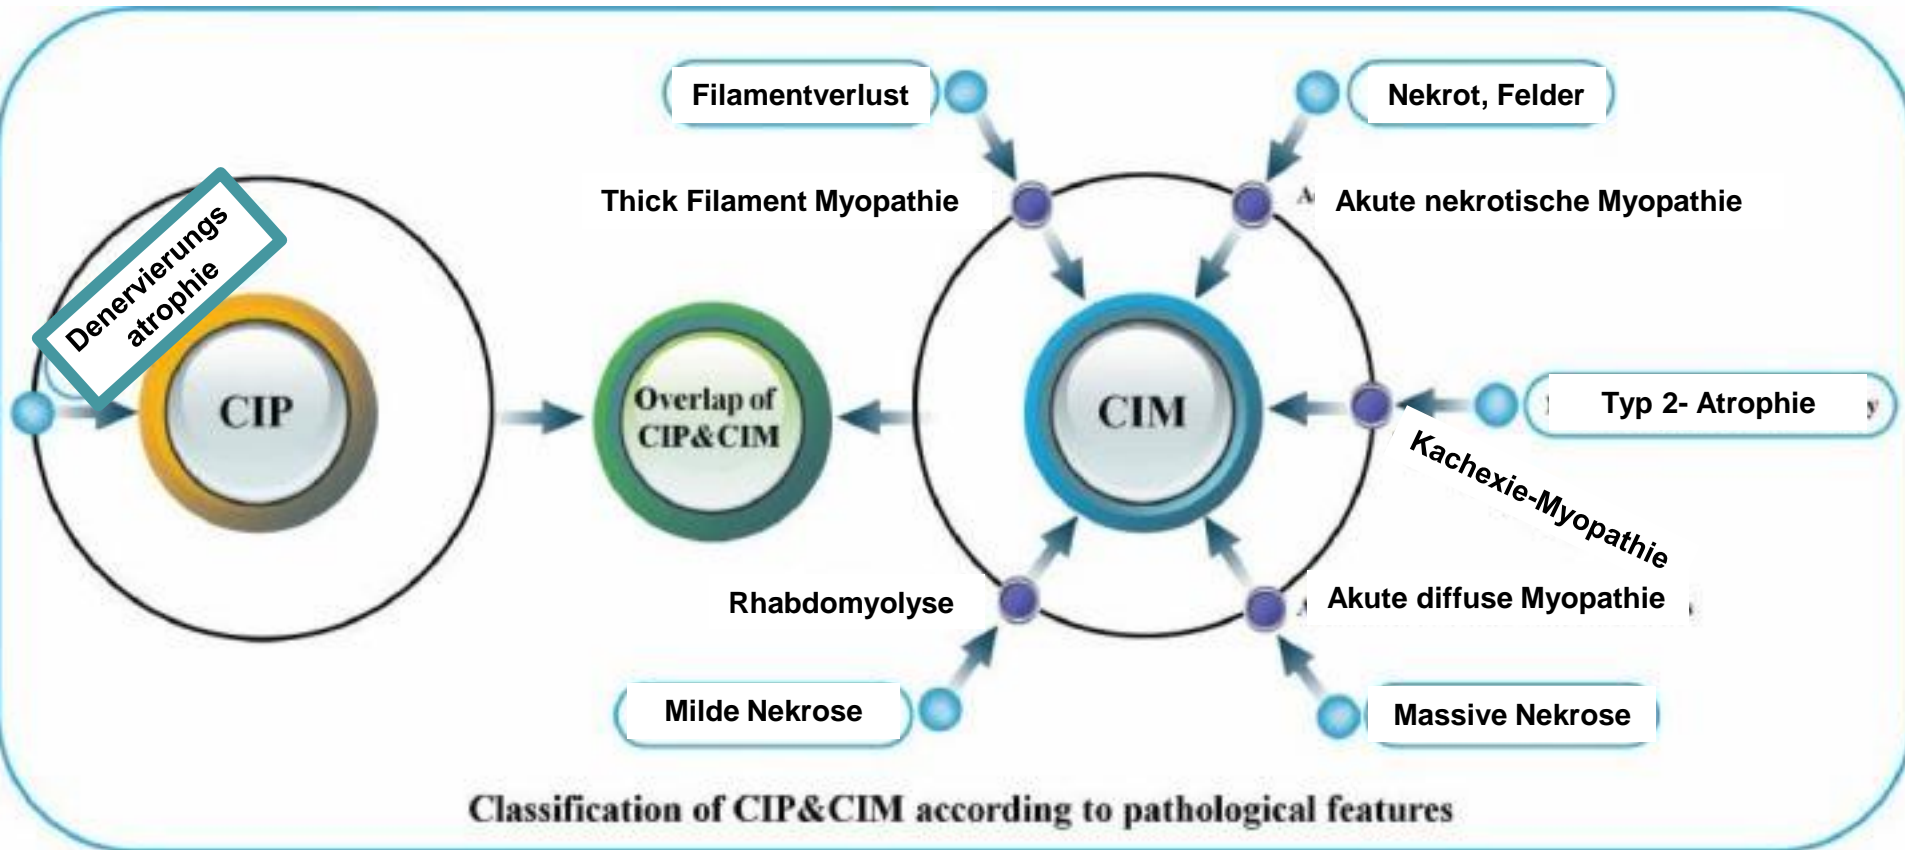 Filamentverlust
Nekrot, Felder
Thick Filament Myopathie
Akute nekrotische Myopathie
Denervierungs
atrophie
CIP
Overlap of
CIP&CIM
CIM
Typ 2- Atrophie
Kachexie-Myopathie
Rhabdomyolyse
Akute diffuse Myopathie
Milde Nekrose
Massive Nekrose
Classification of CIP&CIM according to pathological features